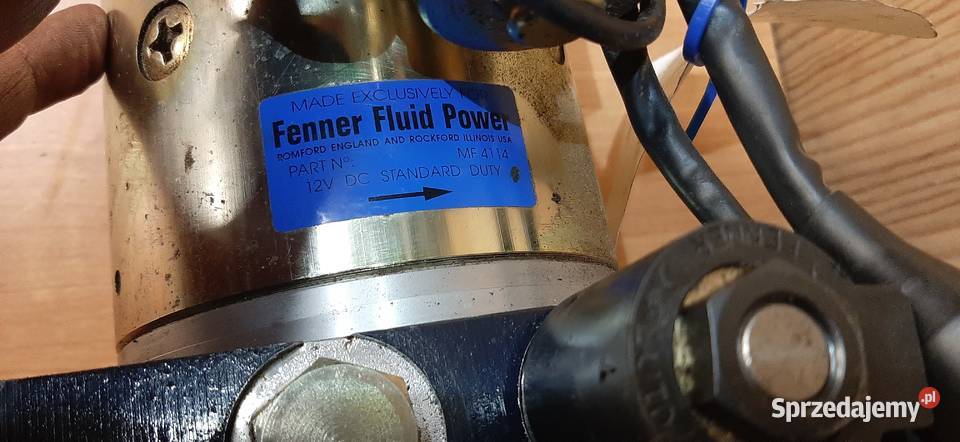 MADE EXCLUSIVELY FOR
Fenner Fluid Power
ROMFORD ENGLAND AND ROCKFORD ILLINOIS USA
PART Nº: MF 4114
12V DC STANDARD DUTY
Sprzedajemy.pl